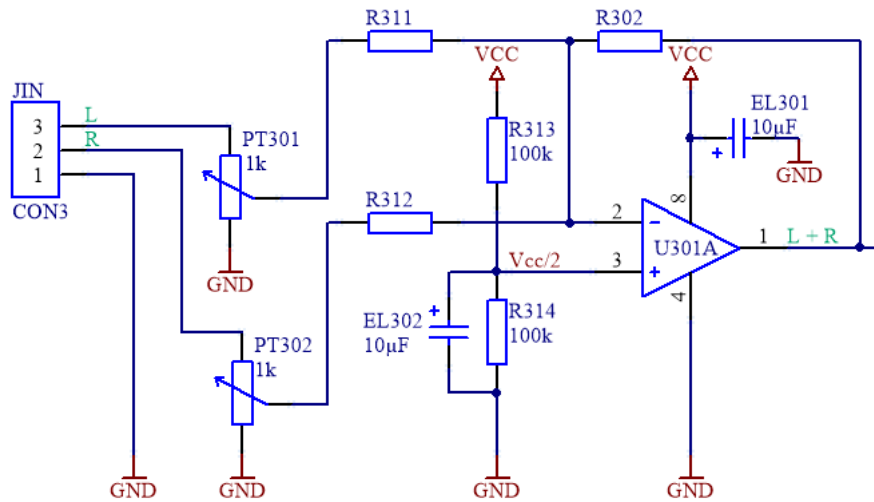 R311
R302
VCC
VCC
JIN
L
3
R
2
1
CON3
PT301
1k
GND
R313
100k
EL301
10µF
+
GND
R312
2
-
8
U301A
1
L + R
Vcc/2
3
+
4
+
EL302
10µF
R314
100k
PT302
1k
GND
GND
GND
GND